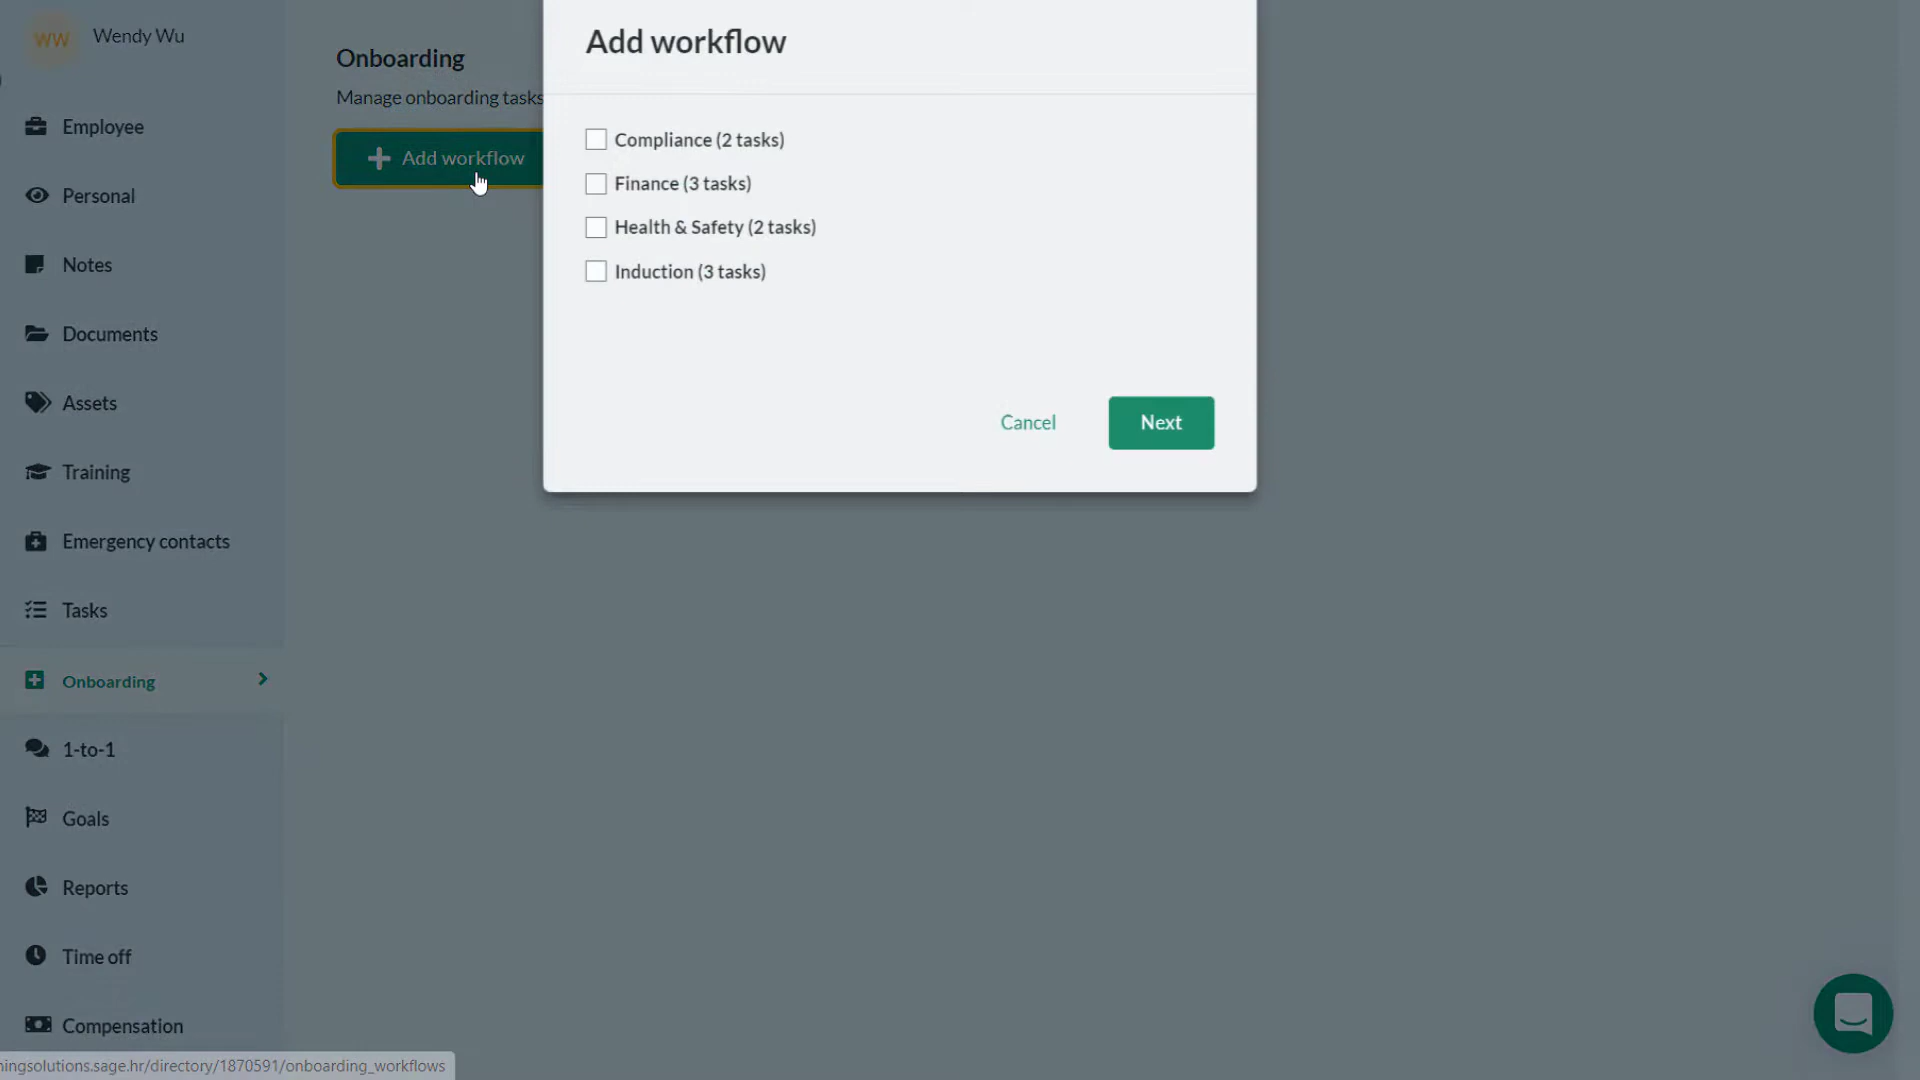 WW
Wendy Wu
Employee
Personal
Notes
Documents
Assets
Training
Emergency contacts
Tasks
Onboarding
1-to-1
Goals
Reports
Time off
Compensation
Onboarding
Manage onboarding tasks
Add workflow
Add workflow
Compliance (2 tasks)
Finance (3 tasks)
Health & Safety (2 tasks)
Induction (3 tasks)
Cancel
Next
ningsolutions.sage.hr/directory/1870591/onboarding_workflows